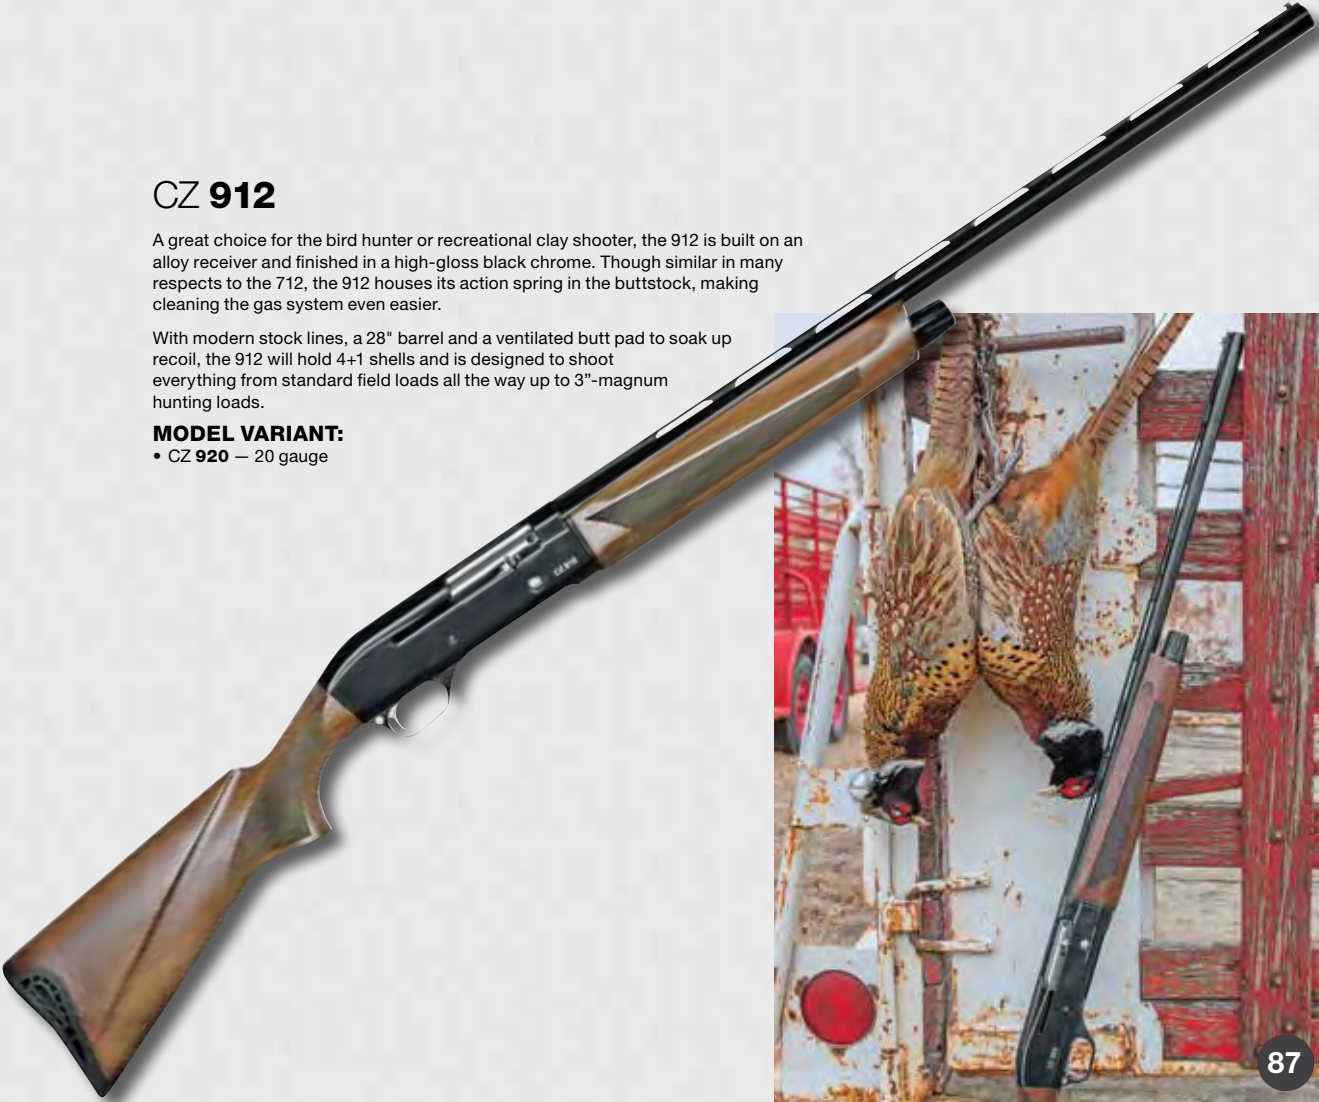 CZ 912
A great choice for the bird hunter or recreational clay shooter, the 912 is built on an
alloy receiver and finished in a high-gloss black chrome. Though similar in many
respects to the 712, the 912 houses its action spring in the buttstock, making
cleaning the gas system even easier.
With modern stock lines, a 28" barrel and a ventilated butt pad to soak up
recoil, the 912 will hold 4+1 shells and is designed to shoot
everything from standard field loads all the way up to 3”-magnum
hunting loads.
MODEL VARIANT:
• CZ 920 — 20 gauge
87